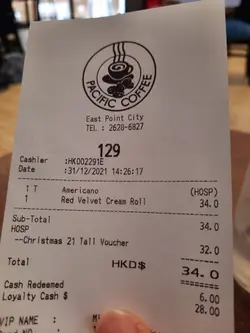 PACIFIC COFFEE
East Point City
TEL : 2620-6827
129
Cashier :HK002291E
Date :31/12/2021 14:26:17
1 T Americano (HOSP)
1 Red Velvet Cream Roll 34.0
Sub-Total 34.0
HOSP
--Christmas 21 Tall Voucher 32.0
Total HKD$ 34.0
Cash Redeemed 6.00
Loyalty Cash $ 28.00
VIP NAME :